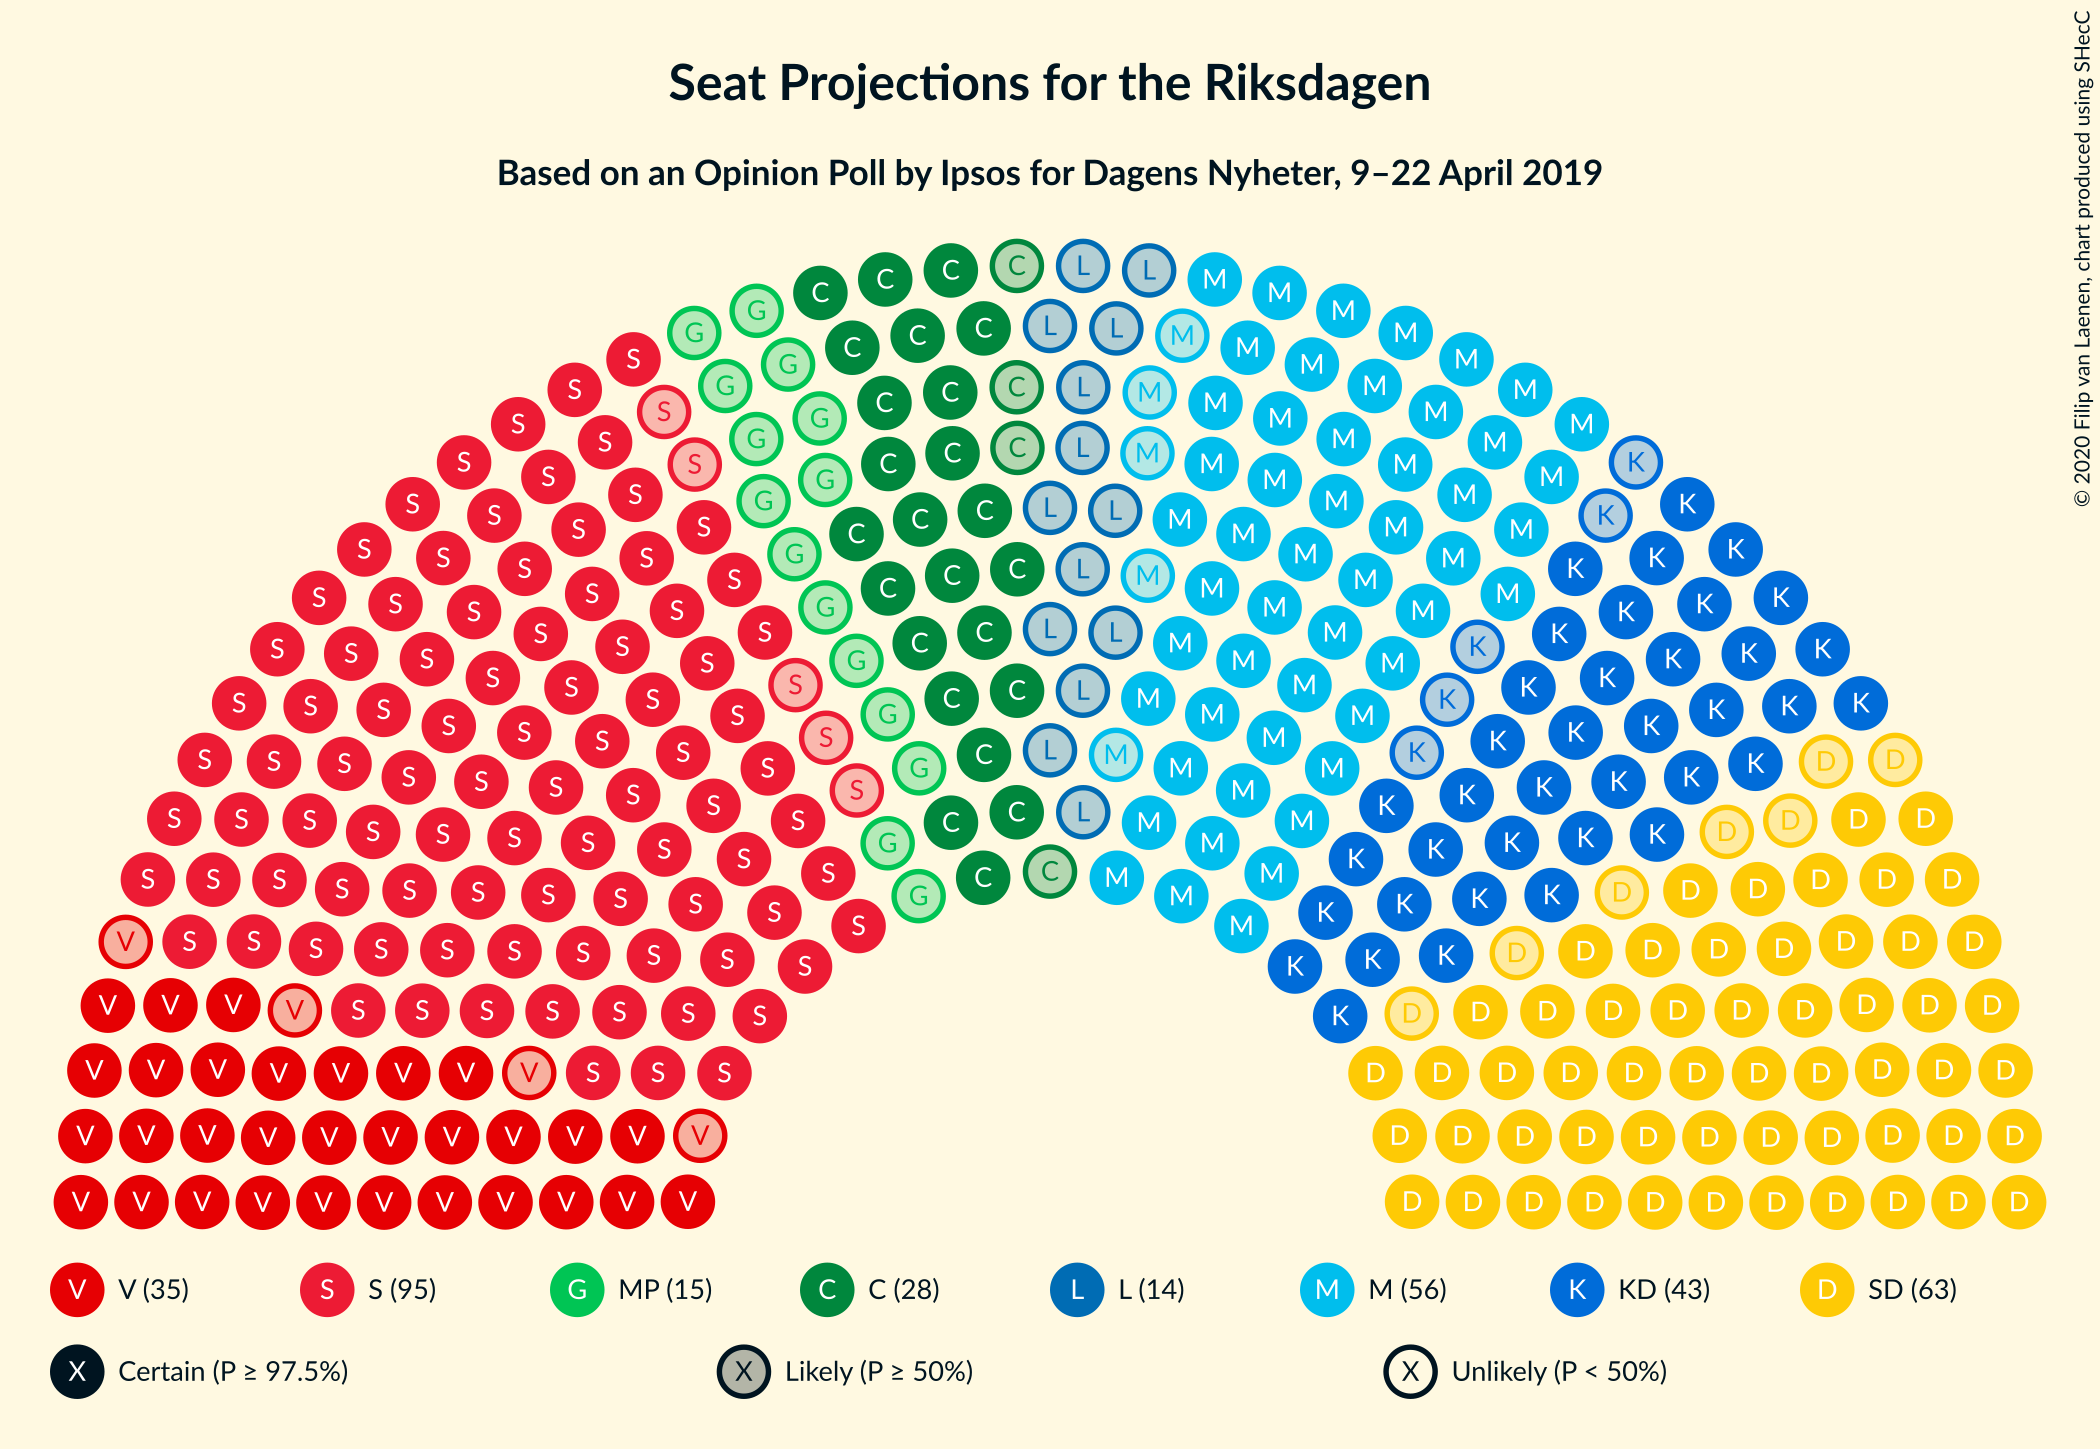 Seat Projections for the Riksdagen
Based on an Opinion Poll by Ipsos for Dagens Nyheter, 9–22 April 2019
© 2020 Filip van Laenen, chart produced using SHecC
V V (35) S S (95) G MP (15) C C (28) L L (14) M M (56) K KD (43) D SD (63)
X Certain (P ≥ 97.5%) X Likely (P ≥ 50%) X Unlikely (P < 50%)